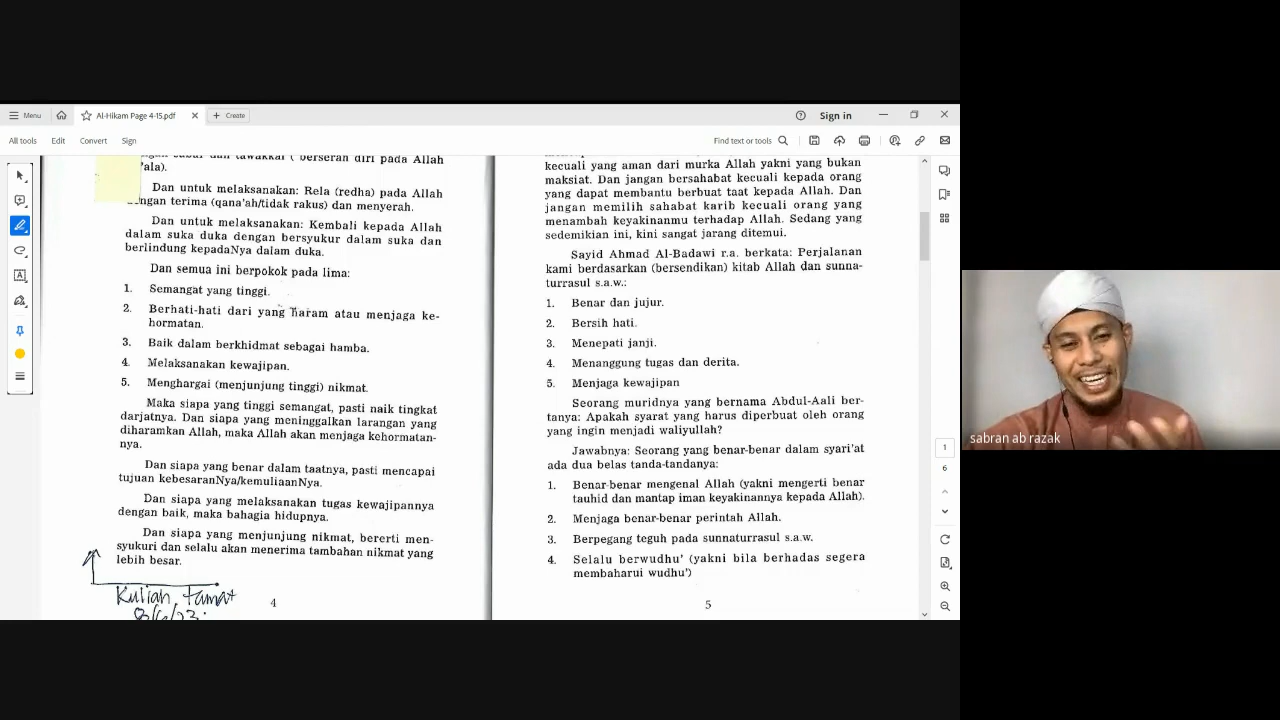 Menu
Al-Hikam Page 4-15.pdf
Create
Sign in
All tools
Edit
Convert
Sign
Find text or tools
sabar dan tawakkal ( berserah diri pada Allah
'ala).
Dan untuk melaksanakan: Rela (redha) pada Allah
dengan terima (qana'ah/tidak rakus) dan menyerah.
Dan untuk melaksanakan: Kembali kepada Allah
dalam suka duka dengan bersyukur dalam suka dan
berlindung kepadaNya dalam duka.
Dan semua ini berpokok pada lima:
1. Semangat yang tinggi.
2. Berhati-hati dari yang haram atau menjaga ke-
hormatan.
3. Baik dalam berkhidmat sebagai hamba.
4. Melaksanakan kewajipan.
5. Menghargai (menjunjung tinggi) nikmat.
Maka siapa yang tinggi semangat, pasti naik tingkat
darjatnya. Dan siapa yang meninggalkan larangan yang
diharamkan Allah, maka Allah akan menjaga kehormatan-
nya.
Dan siapa yang benar dalam taatnya, pasti mencapai
tujuan kebesaranNya/kemuliaanNya.
Dan siapa yang melaksanakan tugas kewajipannya
dengan baik, maka bahagia hidupnya.
Dan siapa yang menjunjung nikmat, bererti men-
syukuri dan selalu akan menerima tambahan nikmat yang
lebih besar.
Kuliah Tamat
4
kecuali yang aman dari murka Allah yakni yang bukan
maksiat. Dan jangan bersahabat kecuali kepada orang
yang dapat membantu berbuat taat kepada Allah. Dan
jangan memilih sahabat karib kecuali orang yang
menambah keyakinanmu terhadap Allah. Sedang yang
sedemikian ini, kini sangat jarang ditemui.
Sayid Ahmad Al-Badawi r.a. berkata: Perjalanan
kami berdasarkan (bersendikan) kitab Allah dan sunna-
turrasul s.a.w.:
1. Benar dan jujur.
2. Bersih hati.
3. Menepati janji.
4. Menanggung tugas dan derita.
5. Menjaga kewajipan
Seorang muridnya yang bernama Abdul-Aali ber-
tanya: Apakah syarat yang harus diperbuat oleh orang
yang ingin menjadi waliyullah?
Jawabnya: Seorang yang benar-benar dalam syari'at
ada dua belas tanda-tandanya:
1. Benar-benar mengenal Allah (yakni mengerti benar
tauhid dan mantap iman keyakinannya kepada Allah).
2. Menjaga benar-benar perintah Allah.
3. Berpegang teguh pada sunnaturrasul s.a.w.
4. Selalu berwudhu' (yakni bila berhadas segera
membaharui wudhu')
5
1
6
sabran ab razak